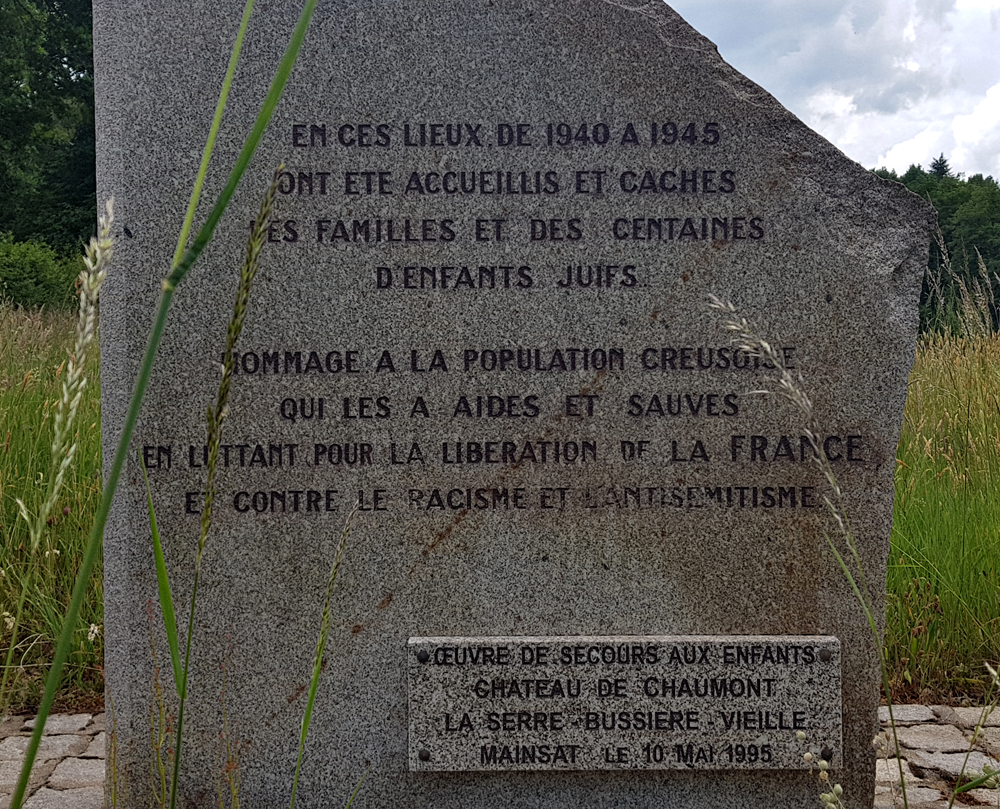 EN CES LIEUX DE 1940 A 1945
ONT ETE ACCUEILLIS ET CACHES
DES FAMILLES ET DES CENTAINES
D'ENFANTS JUIFS
HOMMAGE A LA POPULATION CREUSOISE
QUI LES A AIDES ET SAUVES
EN LUTTANT POUR LA LIBERATION DE LA FRANCE
ET CONTRE LE RACISME ET L'ANTISEMITISME
ŒUVRE DE SECOURS AUX ENFANTS
CHATEAU DE CHAUMONT
LA SERRE - BUSSIERE - VIEILLE
MAINSAT LE 10 MAI 1995